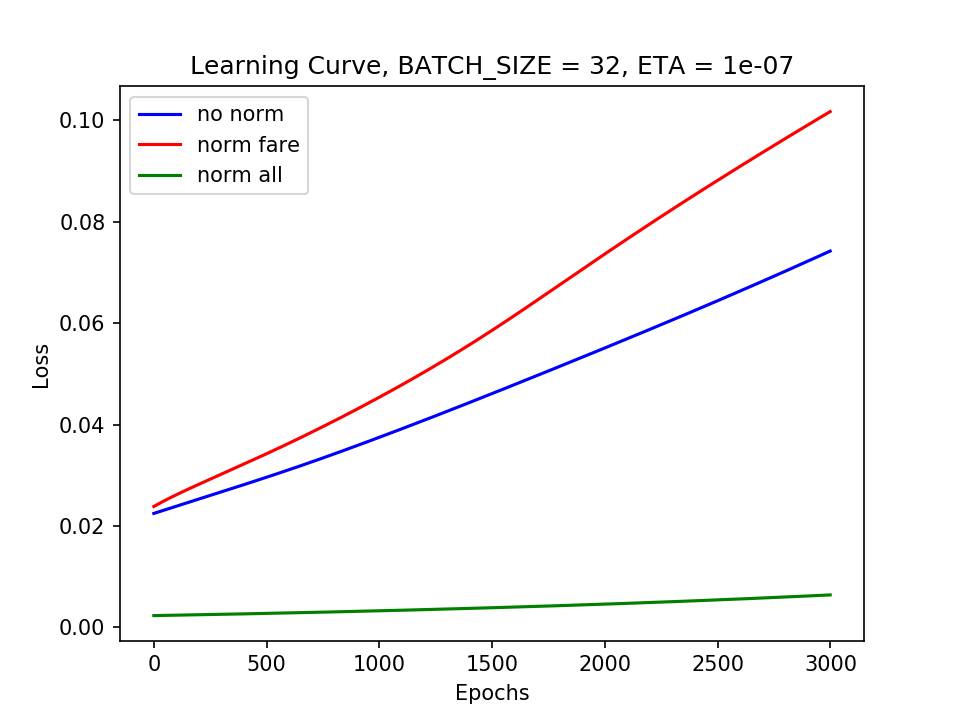 Learning Curve, BATCH_SIZE = 32, ETA = 1e-07
no norm
norm fare
norm all
0.10
0.08
0.06
0.04
0.02
0.00
Loss
0 500 1000 1500 2000 2500 3000
Epochs